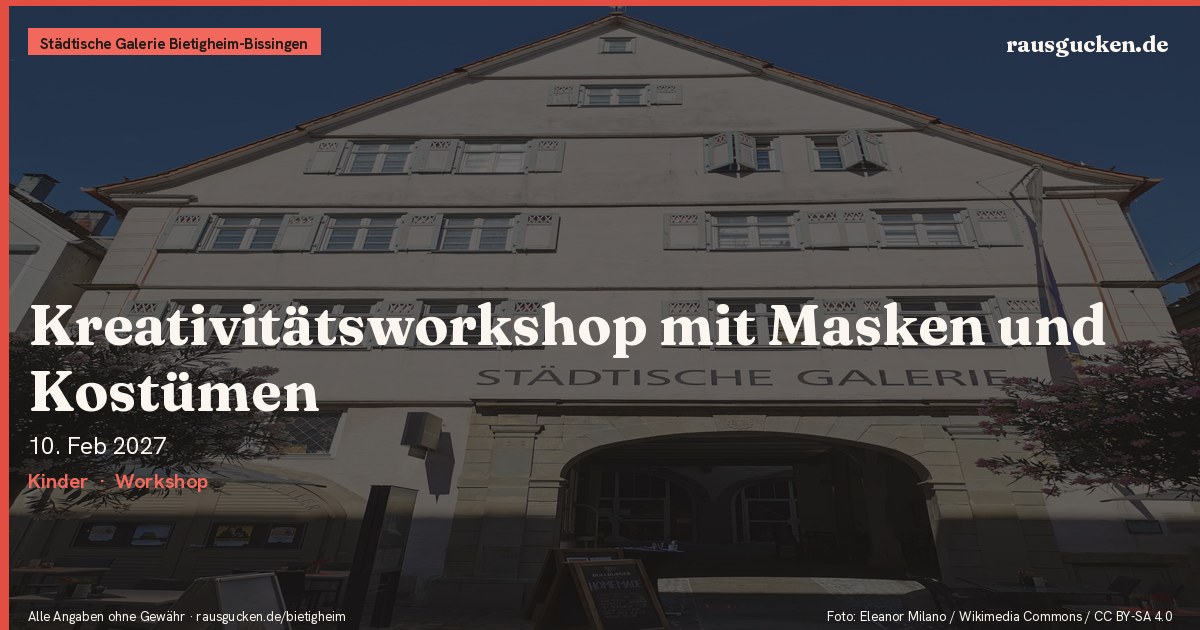 Städtische Galerie Bietigheim-Bissingen
rausgucken.de
Kreativitätsworkshop mit Masken und
STÄDTISCHE GALERIE
Kostümen
10. Feb 2027
Kinder · Workshop
HOMEMADE
Alle Angaben ohne Gewähr · rausgucken.de/bietigheim
Foto: Eleanor Milano / Wikimedia Commons / CC BY-SA 4.0